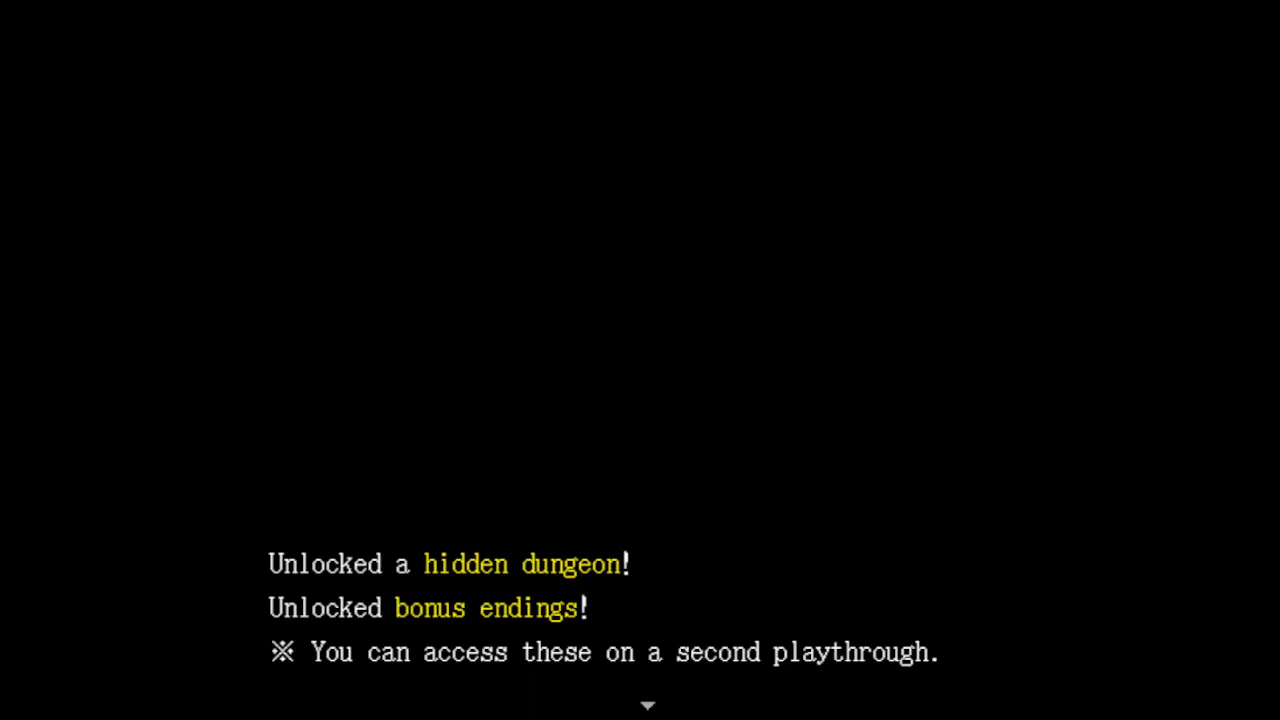 Unlocked a hidden dungeon!
Unlocked bonus endings!
※ You can access these on a second playthrough.